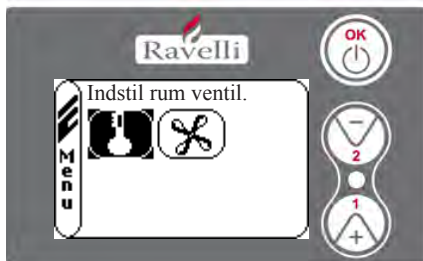 Ravelli
OK
Indstil rum ventil.
Menu
−
2
1
+